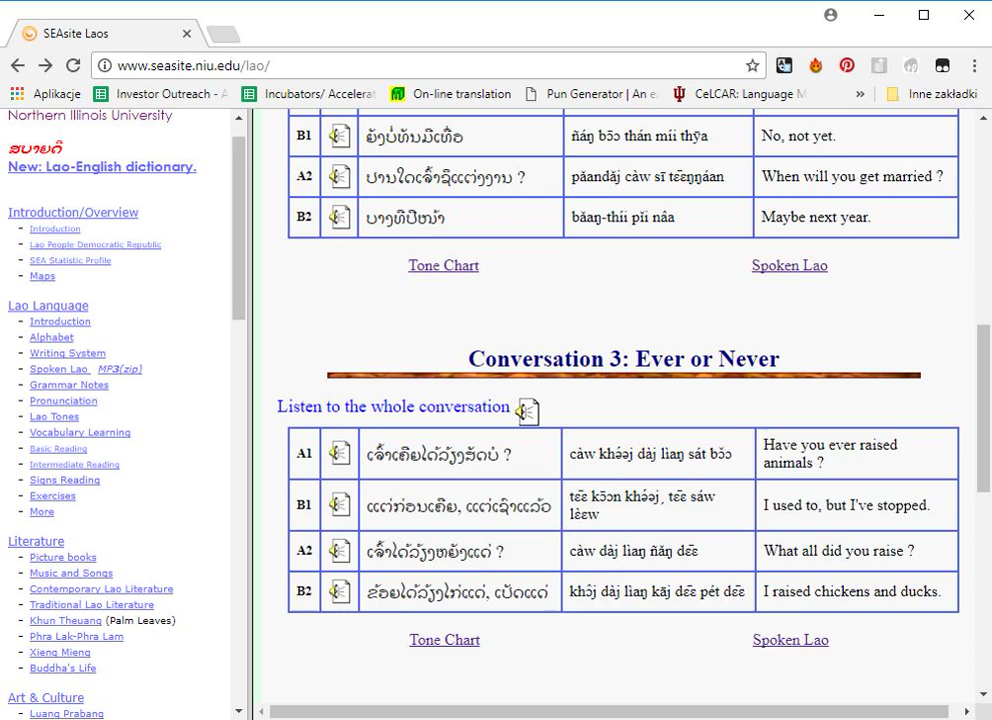 SEAsite Laos
www.seasite.niu.edu/lao/
Aplikacje
Investor Outreach - A
Incubators/ Accelerat
On-line translation
Pun Generator | An e
CeLCAR: Language M
»
Inne zakładki
Northern Illinois University
ສບາຍດີ
New: Lao-English dictionary.
Introduction/Overview
- Introduction
- Lao People Democratic Republic
- SEA Statistic Profile
- Maps
Lao Language
- Introduction
- Alphabet
- Writing System
- Spoken Lao MP3(zip)
- Grammar Notes
- Pronunciation
- Lao Tones
- Vocabulary Learning
- Basic Reading
- Intermediate Reading
- Signs Reading
- Exercises
- More
Literature
- Picture books
- Music and Songs
- Contemporary Lao Literature
- Traditional Lao Literature
- Khun Theuang (Palm Leaves)
- Phra Lak-Phra Lam
- Xieng Mieng
- Buddha's Life
Art & Culture
- Luang Prabang
B1 ຍັງບໍ່ທັນມີເທື່ອ ñáŋ bɔ̄ɔ thán míi thȳa No, not yet.
A2 ປານໃດເຈົ້າຊິແຕ່ງງານ ? pǎandǎj càw sī tɛ̄ɛŋŋáan When will you get married ?
B2 ບາງທີປີໜ້າ bǎaŋ-thíi pǐi nâa Maybe next year.
Tone Chart Spoken Lao
Conversation 3: Ever or Never
Listen to the whole conversation
A1 ເຈົ້າເຄີຍໄດ້ລ້ຽງສັດບໍ ? càw khə́əj dàj lìaŋ sát bɔ̌ɔ Have you ever raised
animals ?
B1 ແຕ່ກ່ອນເຄີຍ, ແຕ່ເຊົາແລ້ວ tɛ̄ɛ kɔ̄ɔn khə́əj, tɛ̄ɛ sáw
lɛ̀ɛw I used to, but I've stopped.
A2 ເຈົ້າໄດ້ລ້ຽງຫຍັງແດ່ ? càw dàj lìaŋ ñǎŋ dɛ̄ɛ What all did you raise ?
B2 ຂ້ອຍໄດ້ລ້ຽງໄກ່ແດ່, ເປັດແດ່ khɔ̂j dàj lìaŋ kāj dɛ̄ɛ pét dɛ̄ɛ I raised chickens and ducks.
Tone Chart Spoken Lao